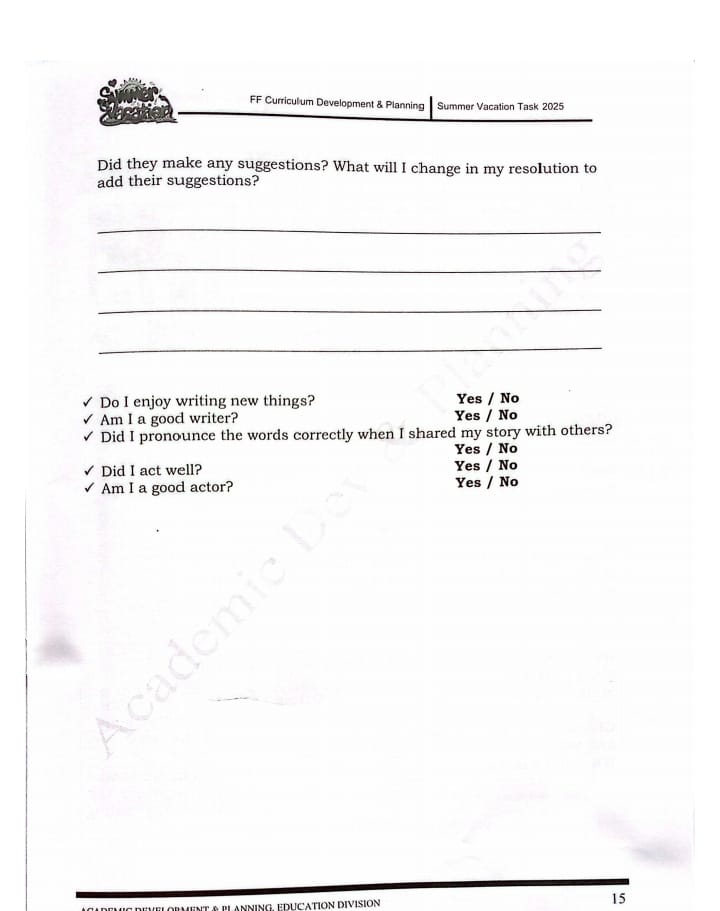 Summer
Vacation
FF Curriculum Development & Planning
Summer Vacation Task 2025
Did they make any suggestions? What will I change in my resolution to
add their suggestions?
✓ Do I enjoy writing new things? Yes / No
✓ Am I a good writer? Yes / No
✓ Did I pronounce the words correctly when I shared my story with others?
Yes / No
✓ Did I act well? Yes / No
✓ Am I a good actor? Yes / No
Academic Dev & Planning
15
ACADEMIC DEVELOPMENT & PLANNING, EDUCATION DIVISION